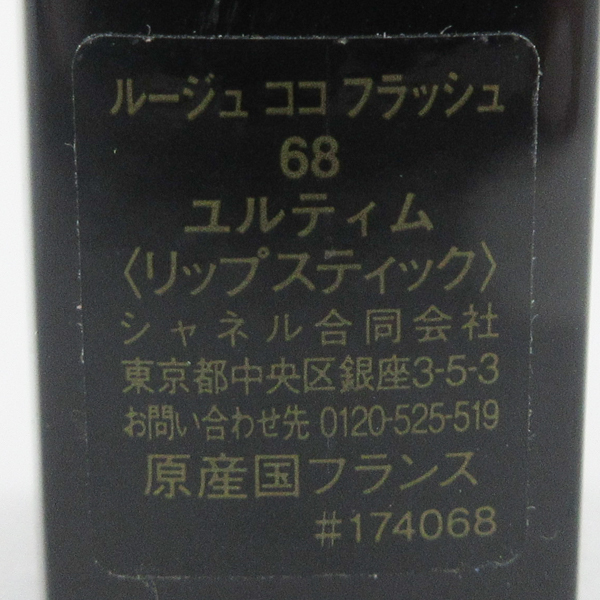 ルージュ ココ フラッシュ
68
ユルティム
〈リップスティック〉
シャネル合同会社
東京都中央区銀座3-5-3
お問い合わせ先 0120-525-519
原産国フランス
#174068